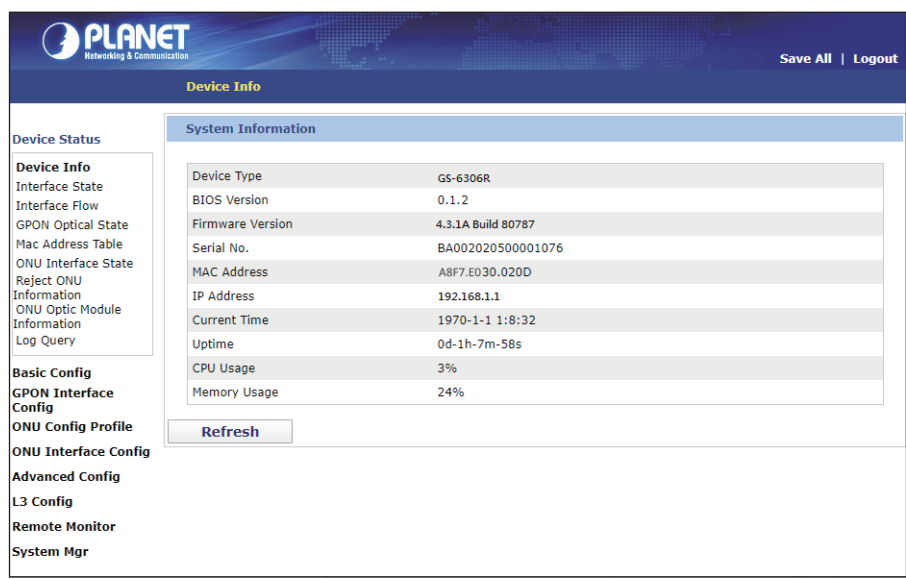 PLANET
Networking & Communication
Save All | Logout
Device Info
Device Status
Device Info
Interface State
Interface Flow
GPON Optical State
Mac Address Table
ONU Interface State
Reject ONU
Information
ONU Optic Module
Information
Log Query
Basic Config
GPON Interface
Config
ONU Config Profile
ONU Interface Config
Advanced Config
L3 Config
Remote Monitor
System Mgr
System Information
Device Type GS-6306R
BIOS Version 0.1.2
Firmware Version 4.3.1A Build 80787
Serial No. BA002020500001076
MAC Address A8F7.E030.020D
IP Address 192.168.1.1
Current Time 1970-1-1 1:8:32
Uptime 0d-1h-7m-58s
CPU Usage 3%
Memory Usage 24%
Refresh